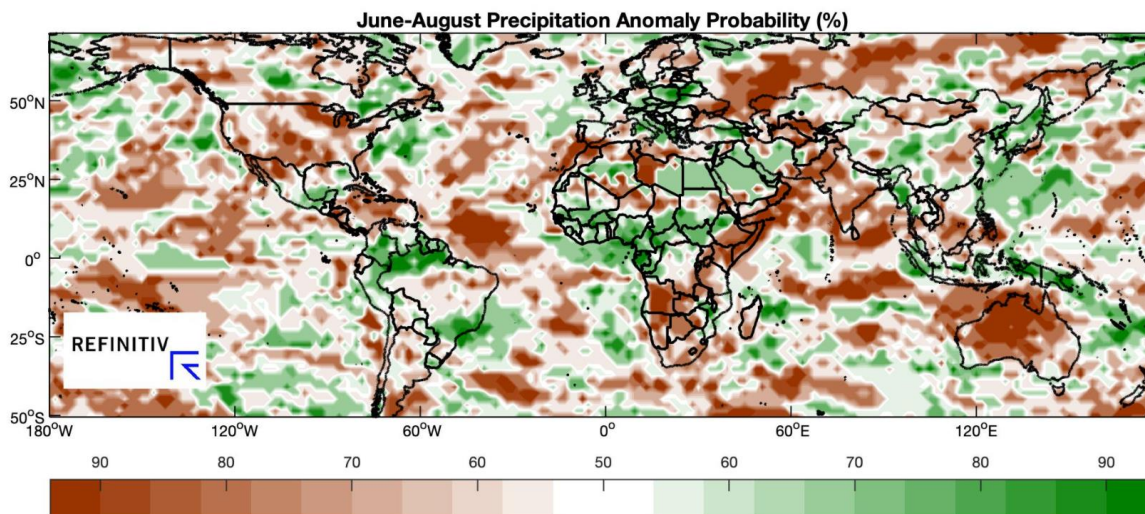 June-August Precipitation Anomaly Probability (%)
50°N
25°N
0°
25°S
50°S
REFINITIV
180°W 120°W 60°W 0° 60°E 120°E
90 80 70 60 50 60 70 80 90